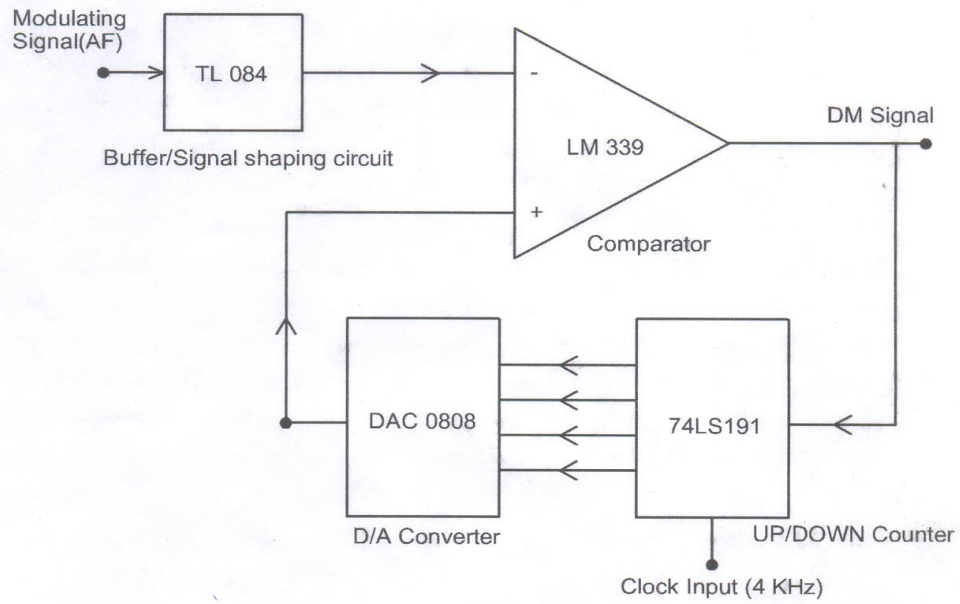 Modulating
Signal(AF)
TL 084
Buffer/Signal shaping circuit
-
LM 339
+
Comparator
DM Signal
DAC 0808
D/A Converter
74LS191
UP/DOWN Counter
Clock Input (4 KHz)